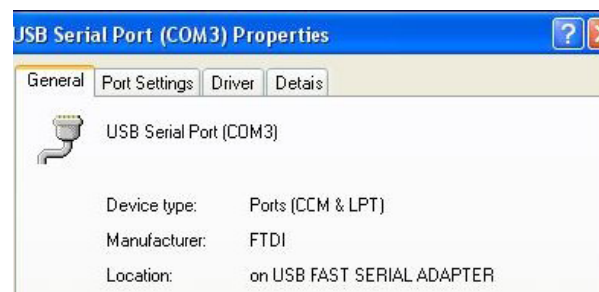 USB Serial Port (COM3) Properties ?
General Port Settings Driver Detais
USB Serial Port (COM3)
Device type: Ports (CCM & LPT)
Manufacturer: FTDI
Location: on USB FAST SERIAL ADAPTER